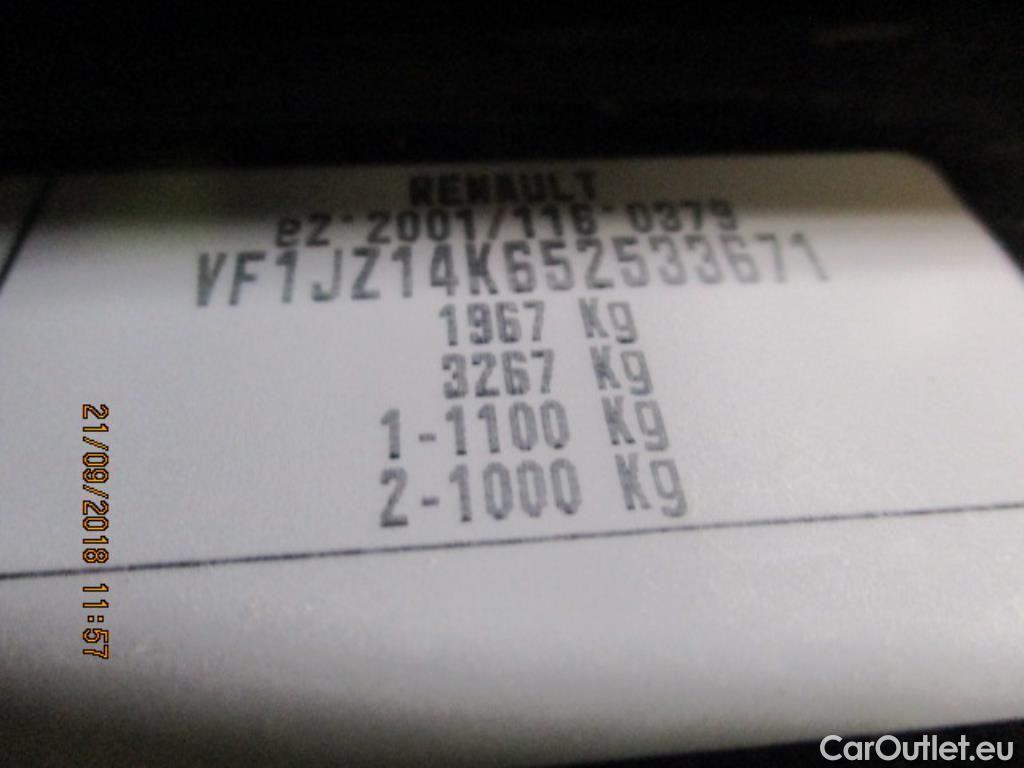 RENAULT
e2*2001/116*0379
VF1JZ14K652533671
1967 Kg
3267 Kg
1-1100 Kg
2-1000 Kg
21/09/2018 11:57
CarOutlet.eu